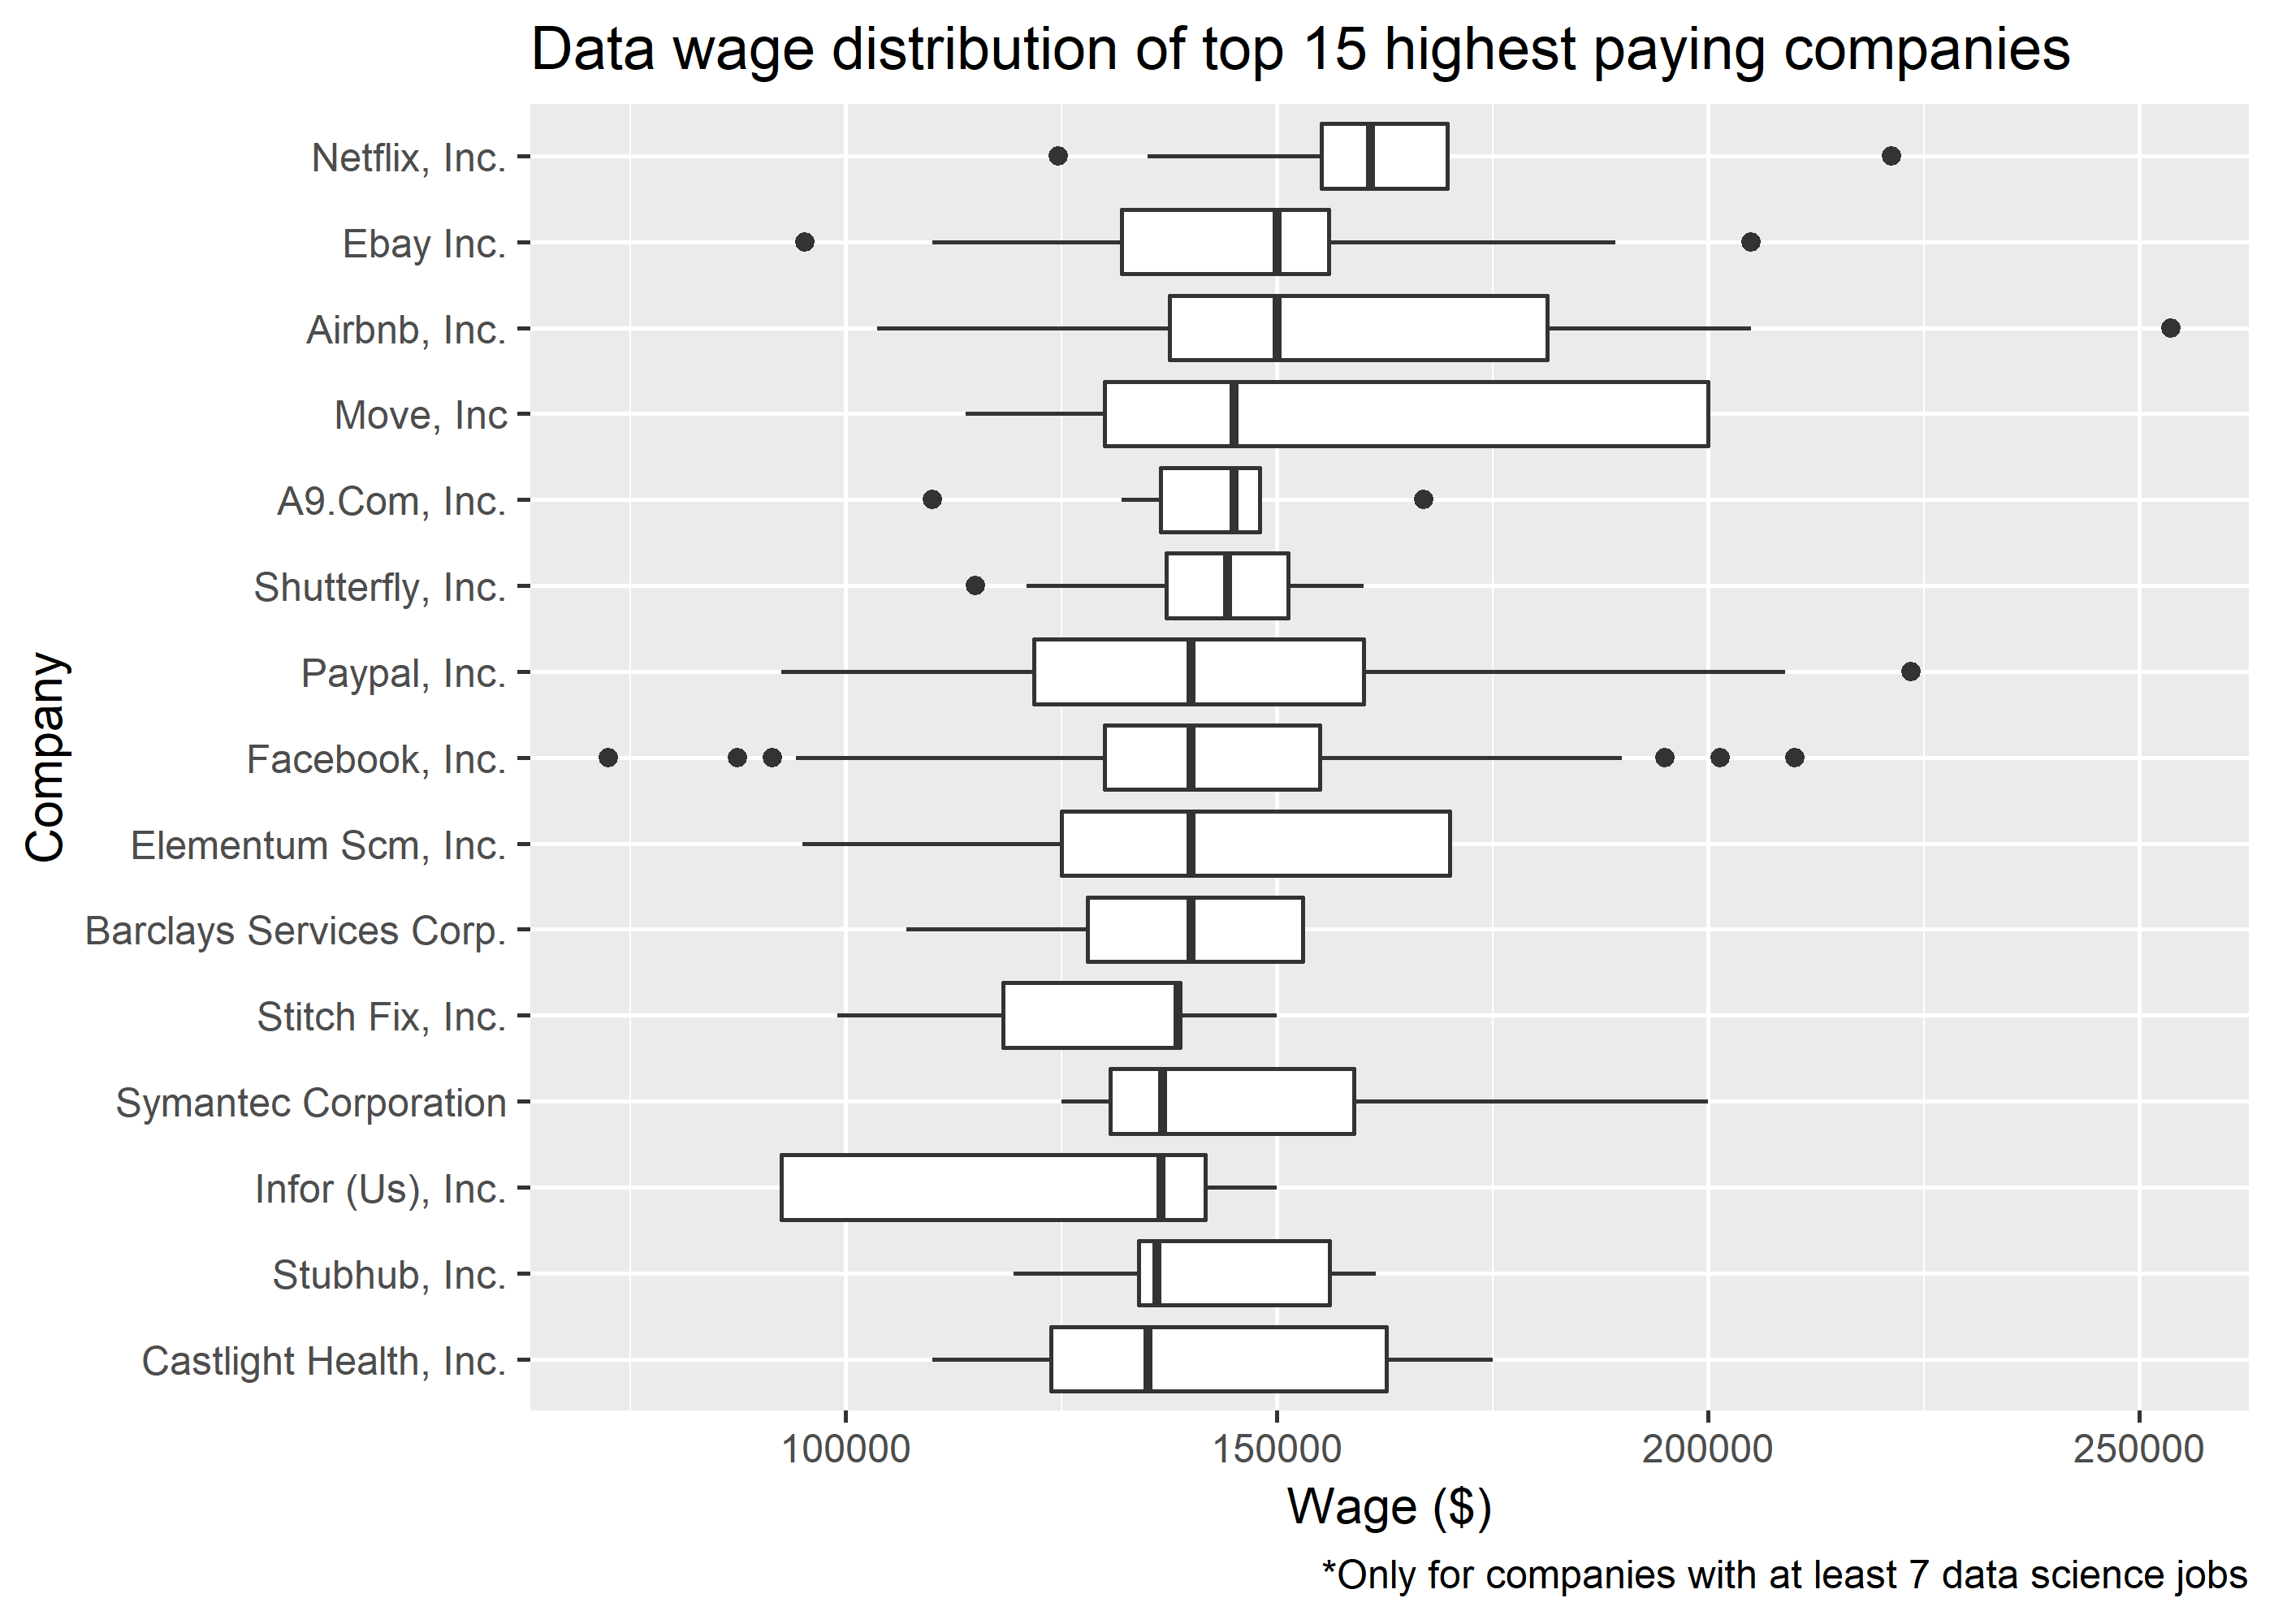 Data wage distribution of top 15 highest paying companies
Company
Netflix, Inc.
Ebay Inc.
Airbnb, Inc.
Move, Inc
A9.Com, Inc.
Shutterfly, Inc.
Paypal, Inc.
Facebook, Inc.
Elementum Scm, Inc.
Barclays Services Corp.
Stitch Fix, Inc.
Symantec Corporation
Infor (Us), Inc.
Stubhub, Inc.
Castlight Health, Inc.
100000 150000 200000 250000
Wage ($)
*Only for companies with at least 7 data science jobs